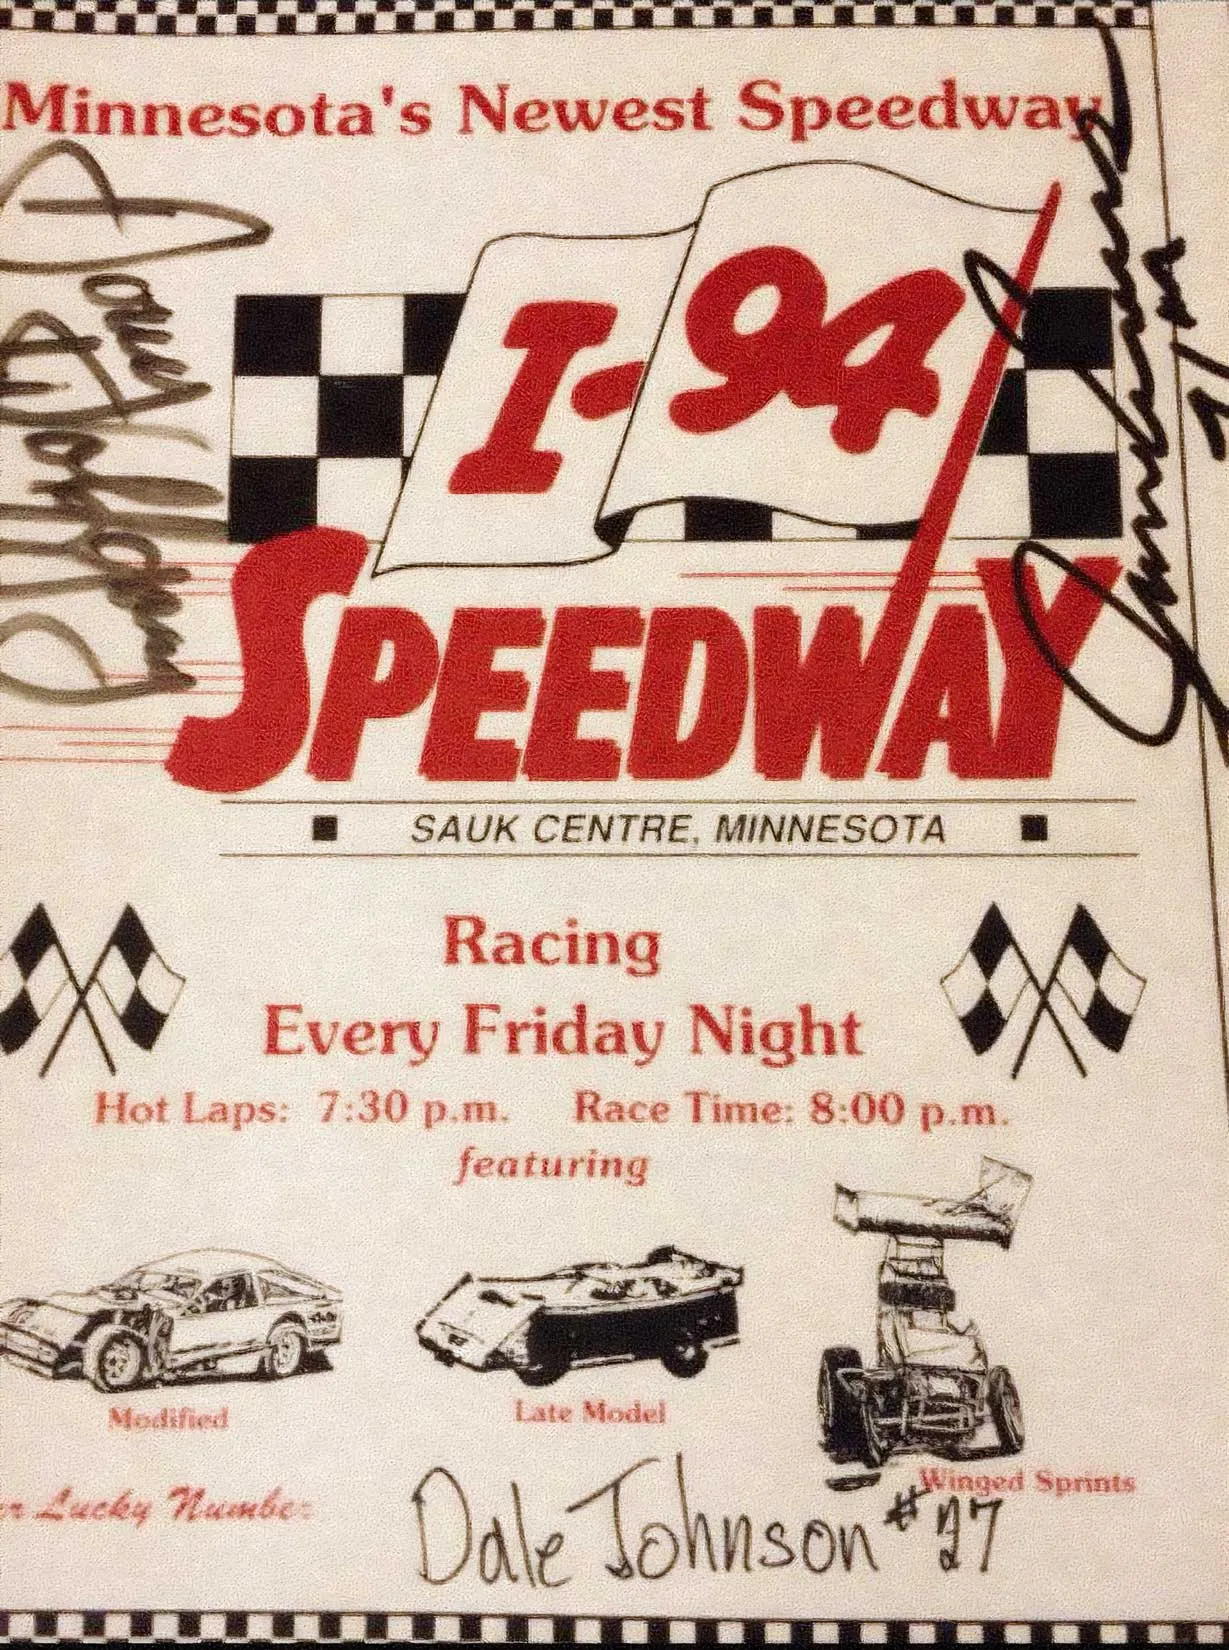 Minnesota's Newest Speedway
I-94
SPEEDWAY
SAUK CENTRE, MINNESOTA
Racing
Every Friday Night
Hot Laps: 7:30 p.m. Race Time: 8:00 p.m.
featuring
Modified
Late Model
Winged Sprints
Lucky Number
Dale Johnson #27